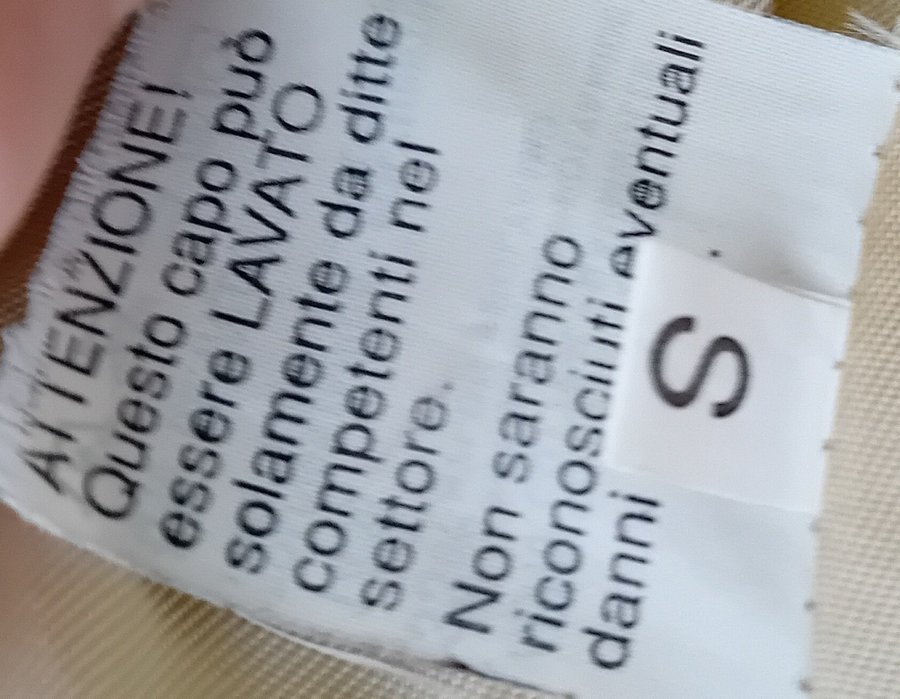 ATTENZIONE!
Questo capo può
essere LAVATO
solamente da ditte
competenti nel
settore.
Non saranno
riconosciuti eventuali
danni
S